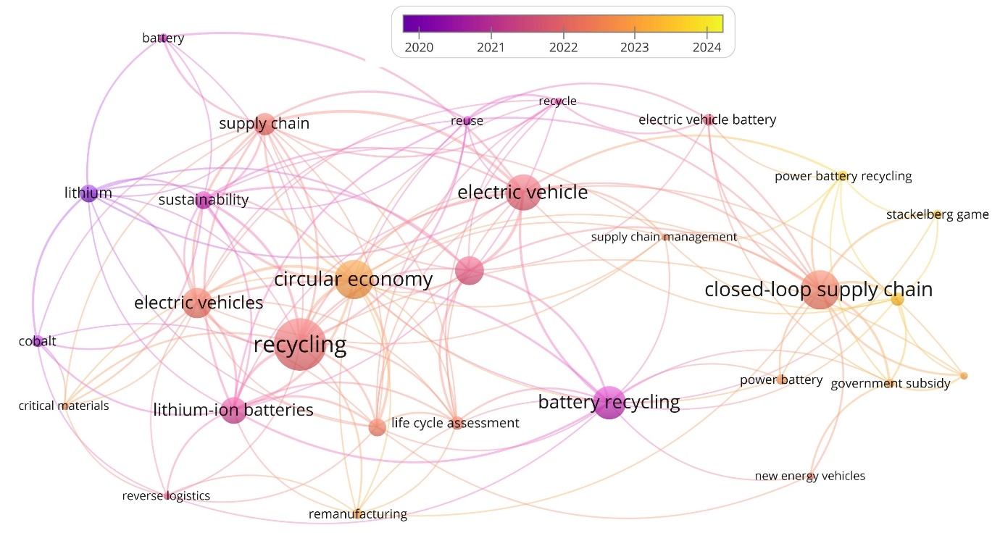 battery
2020 2021 2022 2023 2024
recycle
supply chain
reuse
electric vehicle battery
power battery recycling
lithium
sustainability
electric vehicle
stackelberg game
supply chain management
circular economy
closed-loop supply chain
electric vehicles
cobalt
recycling
power battery
government subsidy
critical materials
lithium-ion batteries
life cycle assessment
battery recycling
new energy vehicles
reverse logistics
remanufacturing